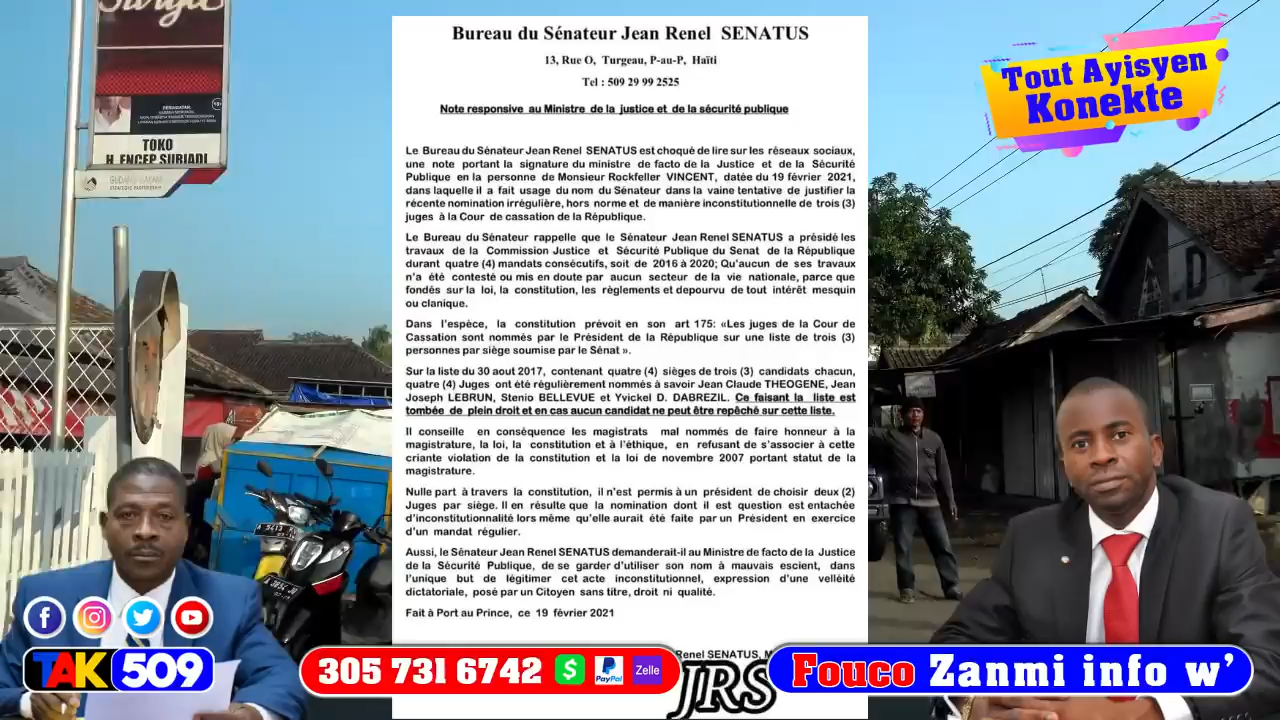 Surya
TOKO
H. ENCEP SURJADI
Bureau du Sénateur Jean Renel SENATUS
13, Rue O, Turgeau, P-au-P, Haïti
Tel : 509 29 99 2525
Note responsive au Ministre de la justice et de la sécurité publique
Le Bureau du Sénateur Jean Renel SENATUS est choqué de lire sur les réseaux sociaux,
une note portant la signature du ministre de facto de la Justice et de la Sécurité
Publique en la personne de Monsieur Rockfeller VINCENT, datée du 19 février 2021,
dans laquelle il a fait usage du nom du Sénateur dans la vaine tentative de justifier la
récente nomination irrégulière, hors norme et de manière inconstitutionnelle de trois (3)
juges à la Cour de cassation de la République.
Le Bureau du Sénateur rappelle que le Sénateur Jean Renel SENATUS a présidé les
travaux de la Commission Justice et Sécurité Publique du Senat de la République
durant quatre (4) mandats consécutifs, soit de 2016 à 2020; Qu'aucun de ses travaux
n'a été contesté ou mis en doute par aucun secteur de la vie nationale, parce que
fondés sur la loi, la constitution, les règlements et depourvu de tout intérêt mesquin
ou clanique.
Dans l'espèce, la constitution prévoit en son art 175: «Les juges de la Cour de
Cassation sont nommés par le Président de la République sur une liste de trois (3)
personnes par siège soumise par le Sénat ».
Sur la liste du 30 aout 2017, contenant quatre (4) sièges de trois (3) candidats chacun,
quatre (4) Juges ont été régulièrement nommés à savoir Jean Claude THEOGENE, Jean
Joseph LEBRUN, Stenio BELLEVUE et Yvickel D. DABREZIL. Ce faisant la liste est
tombée de plein droit et en cas aucun candidat ne peut être repêché sur cette liste.
Il conseille en conséquence les magistrats mal nommés de faire honneur à la
magistrature, la loi, la constitution et à l'éthique, en refusant de s'associer à cette
criante violation de la constitution et la loi de novembre 2007 portant statut de la
magistrature.
Nulle part à travers la constitution, il n'est permis à un président de choisir deux (2)
Juges par siège. Il en résulte que la nomination dont il est question est entachée
d'inconstitutionnalité lors même qu'elle aurait été faite par un Président en exercice
d'un mandat régulier.
Aussi, le Sénateur Jean Renel SENATUS demanderait-il au Ministre de facto de la Justice
de la Sécurité Publique, de se garder d'utiliser son nom à mauvais escient, dans
l'unique but de légitimer cet acte inconstitutionnel, expression d'une velléité
dictatoriale, posé par un Citoyen sans titre, droit ni qualité.
Fait à Port au Prince, ce 19 février 2021
Renel SENATUS,
JRS
Tout Ayisyen
Konekte
TAK 509
305 731 6742
PayPal
Zelle
Fouco Zanmi info w'